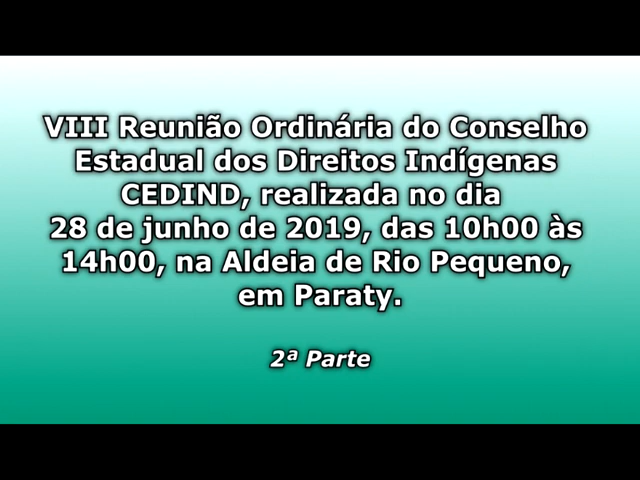 VIII Reunião Ordinária do Conselho
Estadual dos Direitos Indígenas
CEDIND, realizada no dia
28 de junho de 2019, das 10h00 às
14h00, na Aldeia de Rio Pequeno,
em Paraty.
2ª Parte